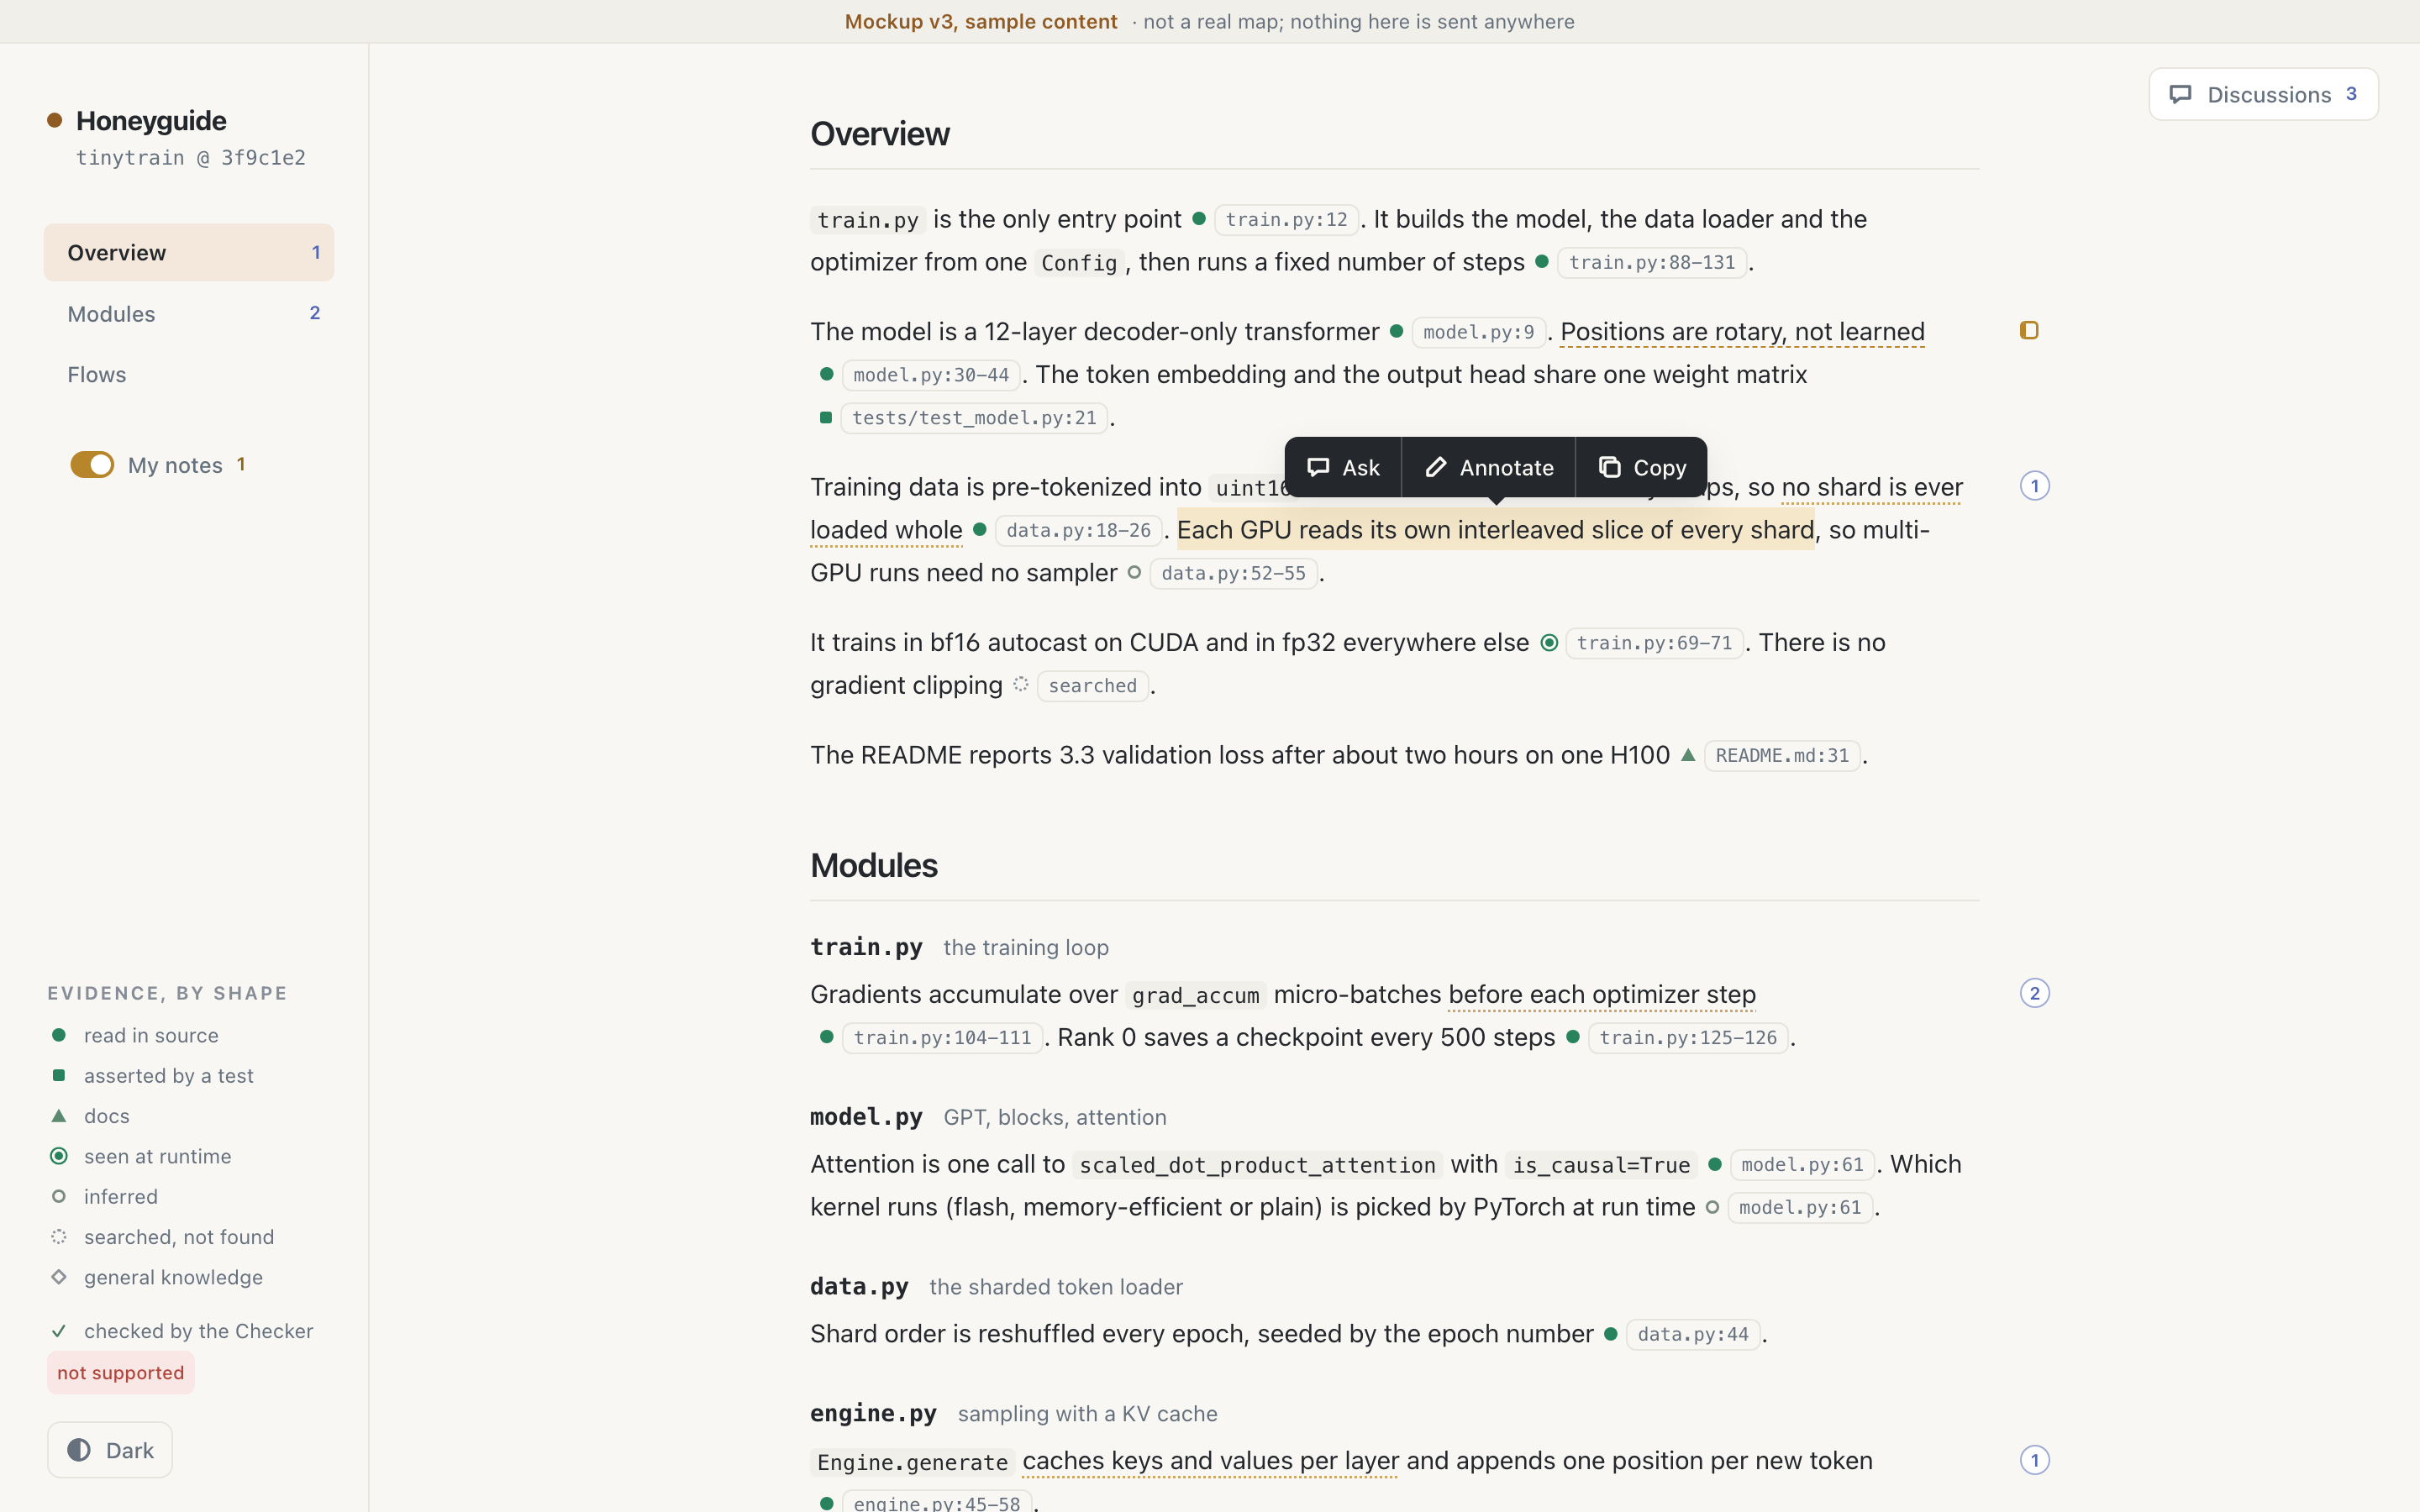 Mockup v3, sample content · not a real map; nothing here is sent anywhere
Honeyguide
tinytrain @ 3f9c1e2
Overview 1
Modules 2
Flows
My notes 1
EVIDENCE, BY SHAPE
read in source
asserted by a test
docs
seen at runtime
inferred
searched, not found
general knowledge
checked by the Checker
not supported
Dark
Discussions 3
Overview
train.py is the only entry point train.py:12. It builds the model, the data loader and the
optimizer from one Config, then runs a fixed number of steps train.py:88–131.
The model is a 12-layer decoder-only transformer model.py:9. Positions are rotary, not learned
model.py:30–44. The token embedding and the output head share one weight matrix
tests/test_model.py:21.
Ask Annotate Copy
Training data is pre-tokenized into so no shard is ever 1
loaded whole data.py:18–26. Each GPU reads its own interleaved slice of every shard, so multi-
GPU runs need no sampler data.py:52–55.
It trains in bf16 autocast on CUDA and in fp32 everywhere else train.py:69–71. There is no
gradient clipping searched.
The README reports 3.3 validation loss after about two hours on one H100 README.md:31.
Modules
train.py the training loop
Gradients accumulate over grad_accum micro-batches before each optimizer step 2
train.py:104–111. Rank 0 saves a checkpoint every 500 steps train.py:125–126.
model.py GPT, blocks, attention
Attention is one call to scaled_dot_product_attention with is_causal=True model.py:61. Which
kernel runs (flash, memory-efficient or plain) is picked by PyTorch at run time model.py:61.
data.py the sharded token loader
Shard order is reshuffled every epoch, seeded by the epoch number data.py:44.
engine.py sampling with a KV cache
Engine.generate caches keys and values per layer and appends one position per new token 1
engine.py:45–58.